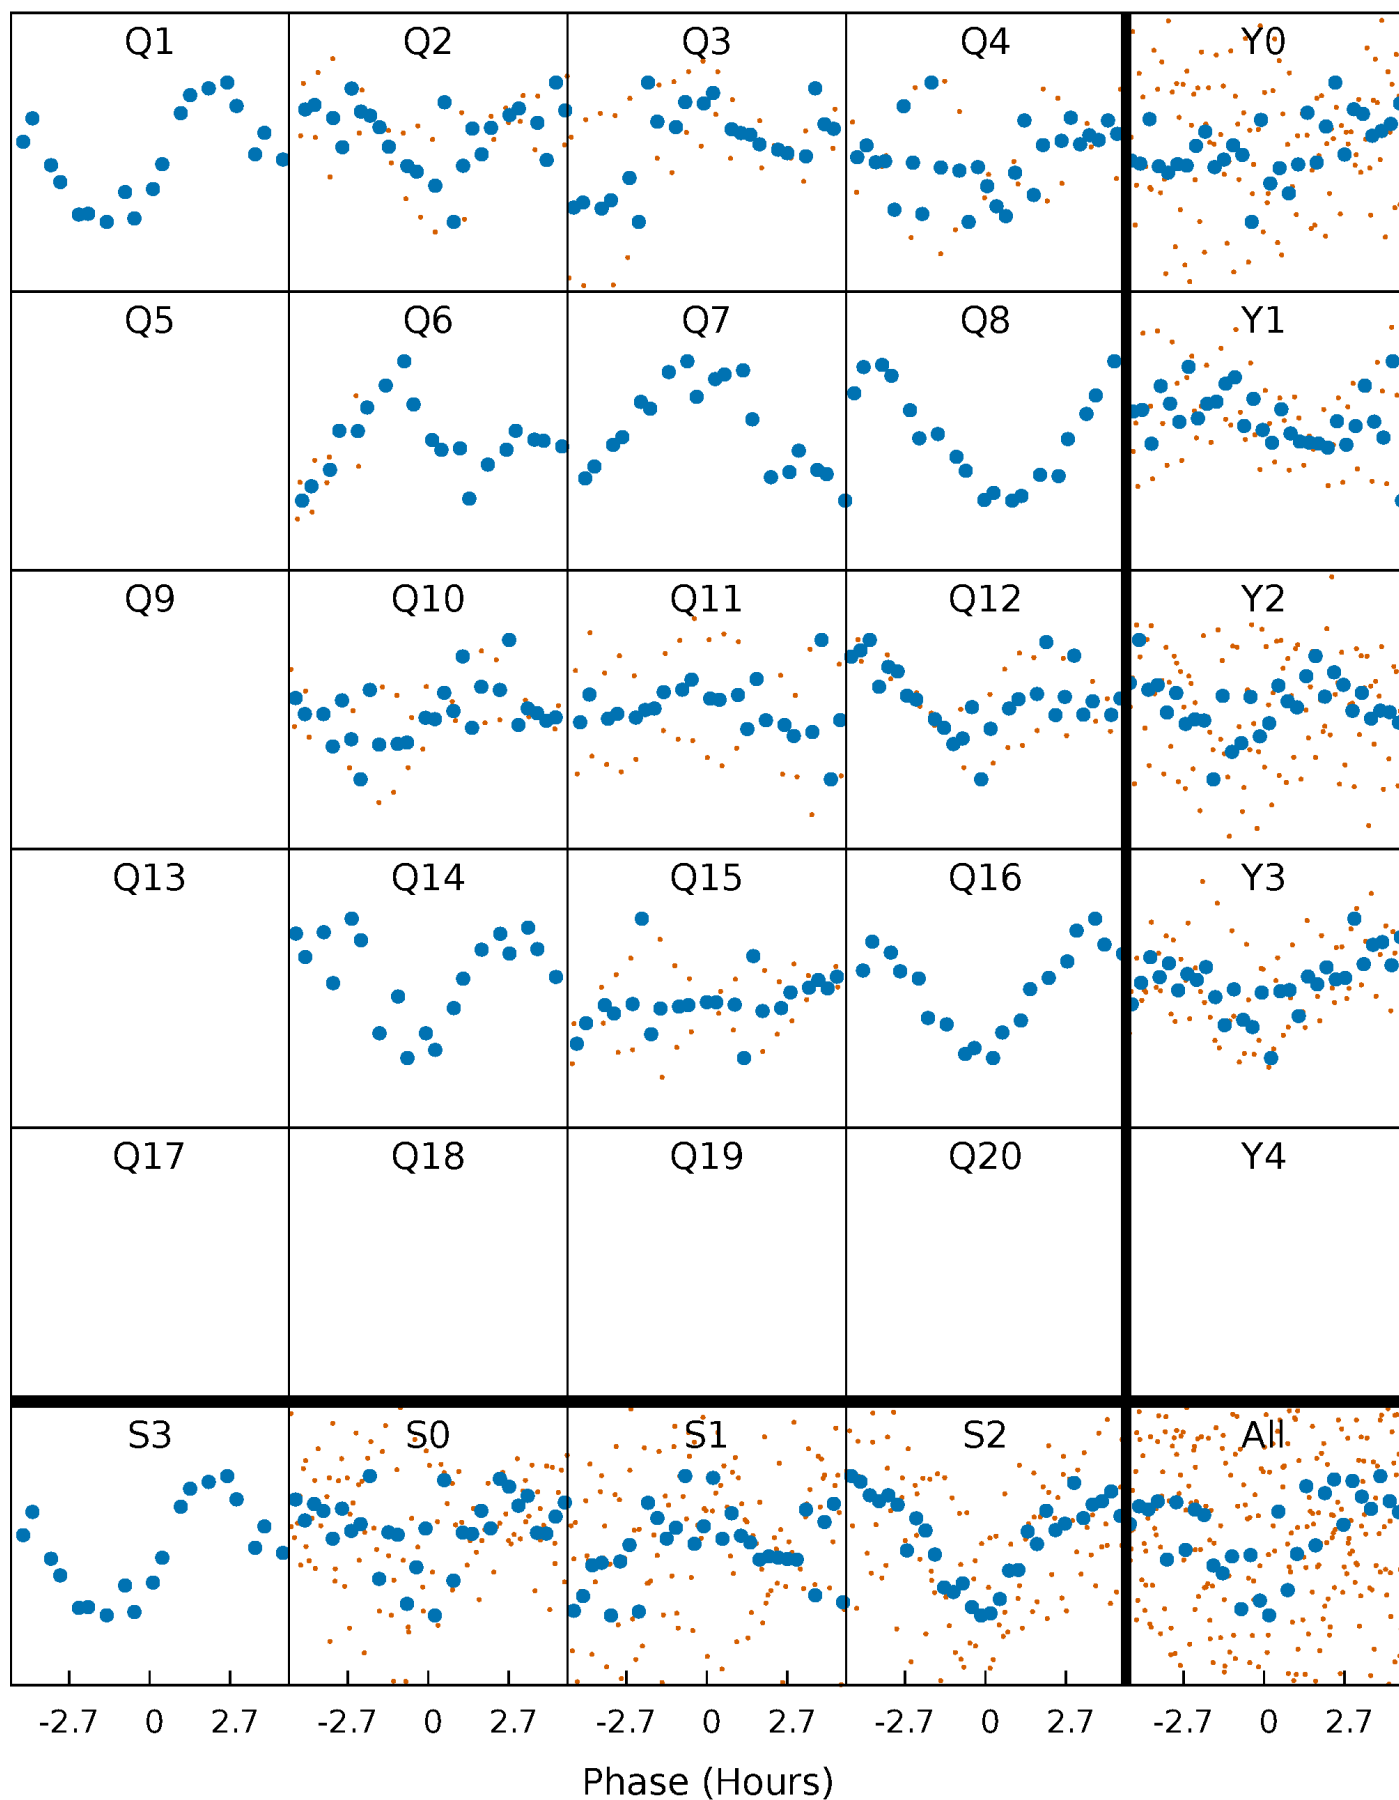 Q1 Q2 Q3 Q4 Y0
Q5 Q6 Q7 Q8 Y1
Q9 Q10 Q11 Q12 Y2
Q13 Q14 Q15 Q16 Y3
Q17 Q18 Q19 Q20 Y4
S3 S0 S1 S2 All
-2.7 0 2.7 -2.7 0 2.7 -2.7 0 2.7 -2.7 0 2.7 -2.7 0 2.7
Phase (Hours)